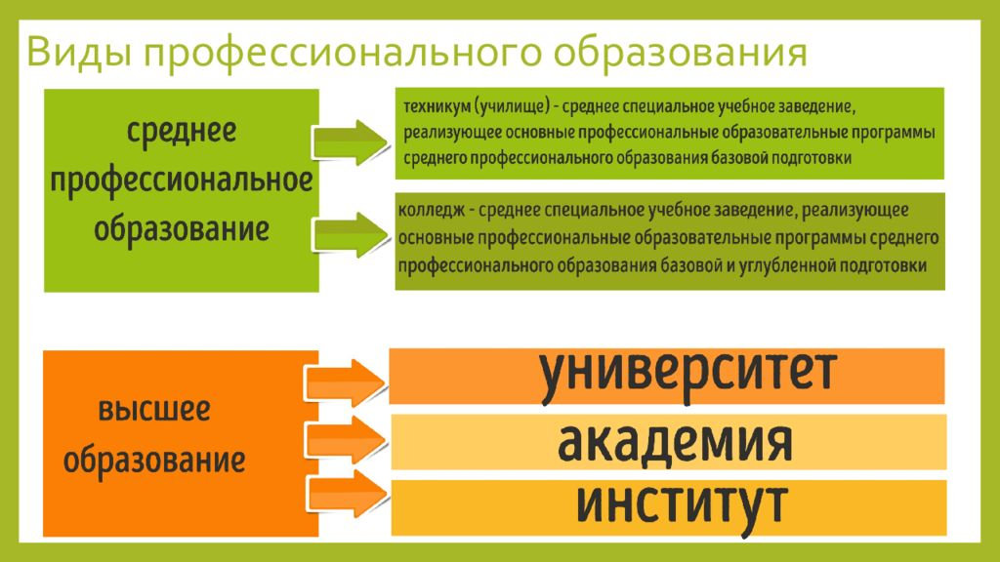 Виды профессионального образования
среднее
профессиональное
образование
техникум (училище) - среднее специальное учебное заведение,
реализующее основные профессиональные образовательные программы
среднего профессионального образования базовой подготовки
колледж - среднее специальное учебное заведение, реализующее
основные профессиональные образовательные программы среднего
профессионального образования базовой и углубленной подготовки
высшее
образование
университет
академия
институт